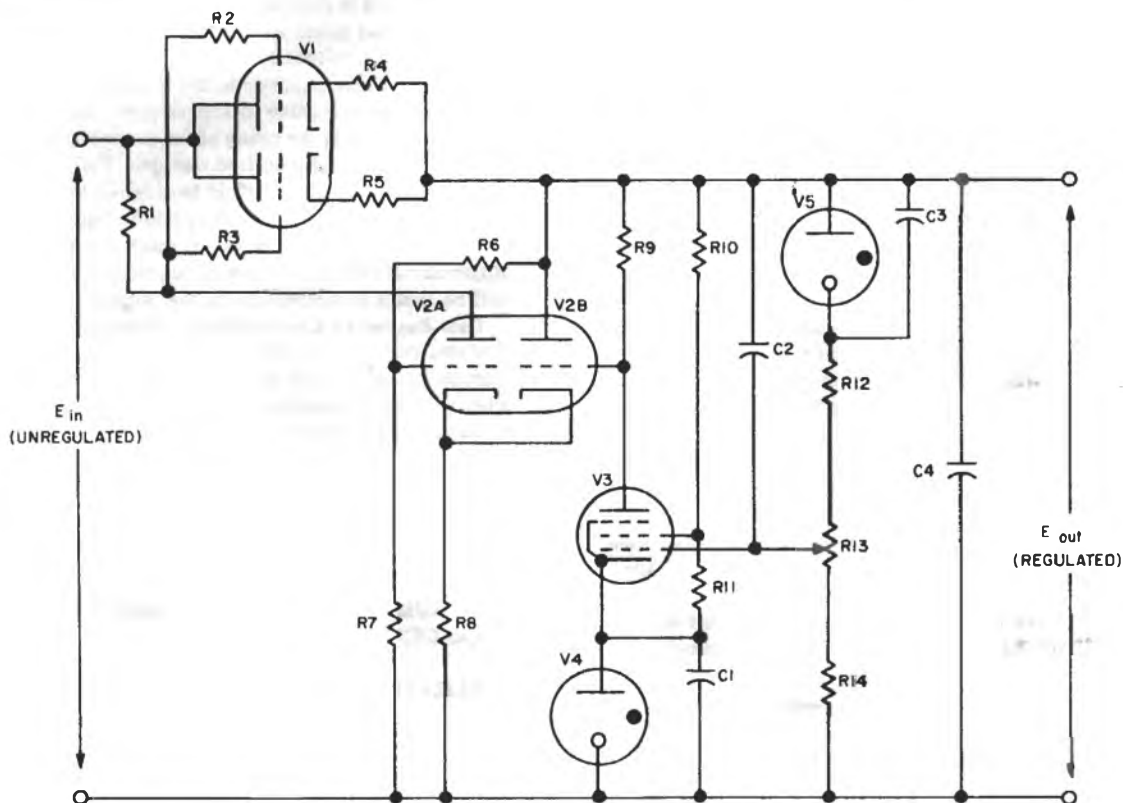 R2
V1
R4
R5
R1
R3
R6
V2A V2B
R9
R10
V5
C3
C2
R12
C4
E in
(UNREGULATED)
V3
R13
R11
E out
(REGULATED)
R7
R8
V4
C1
R14